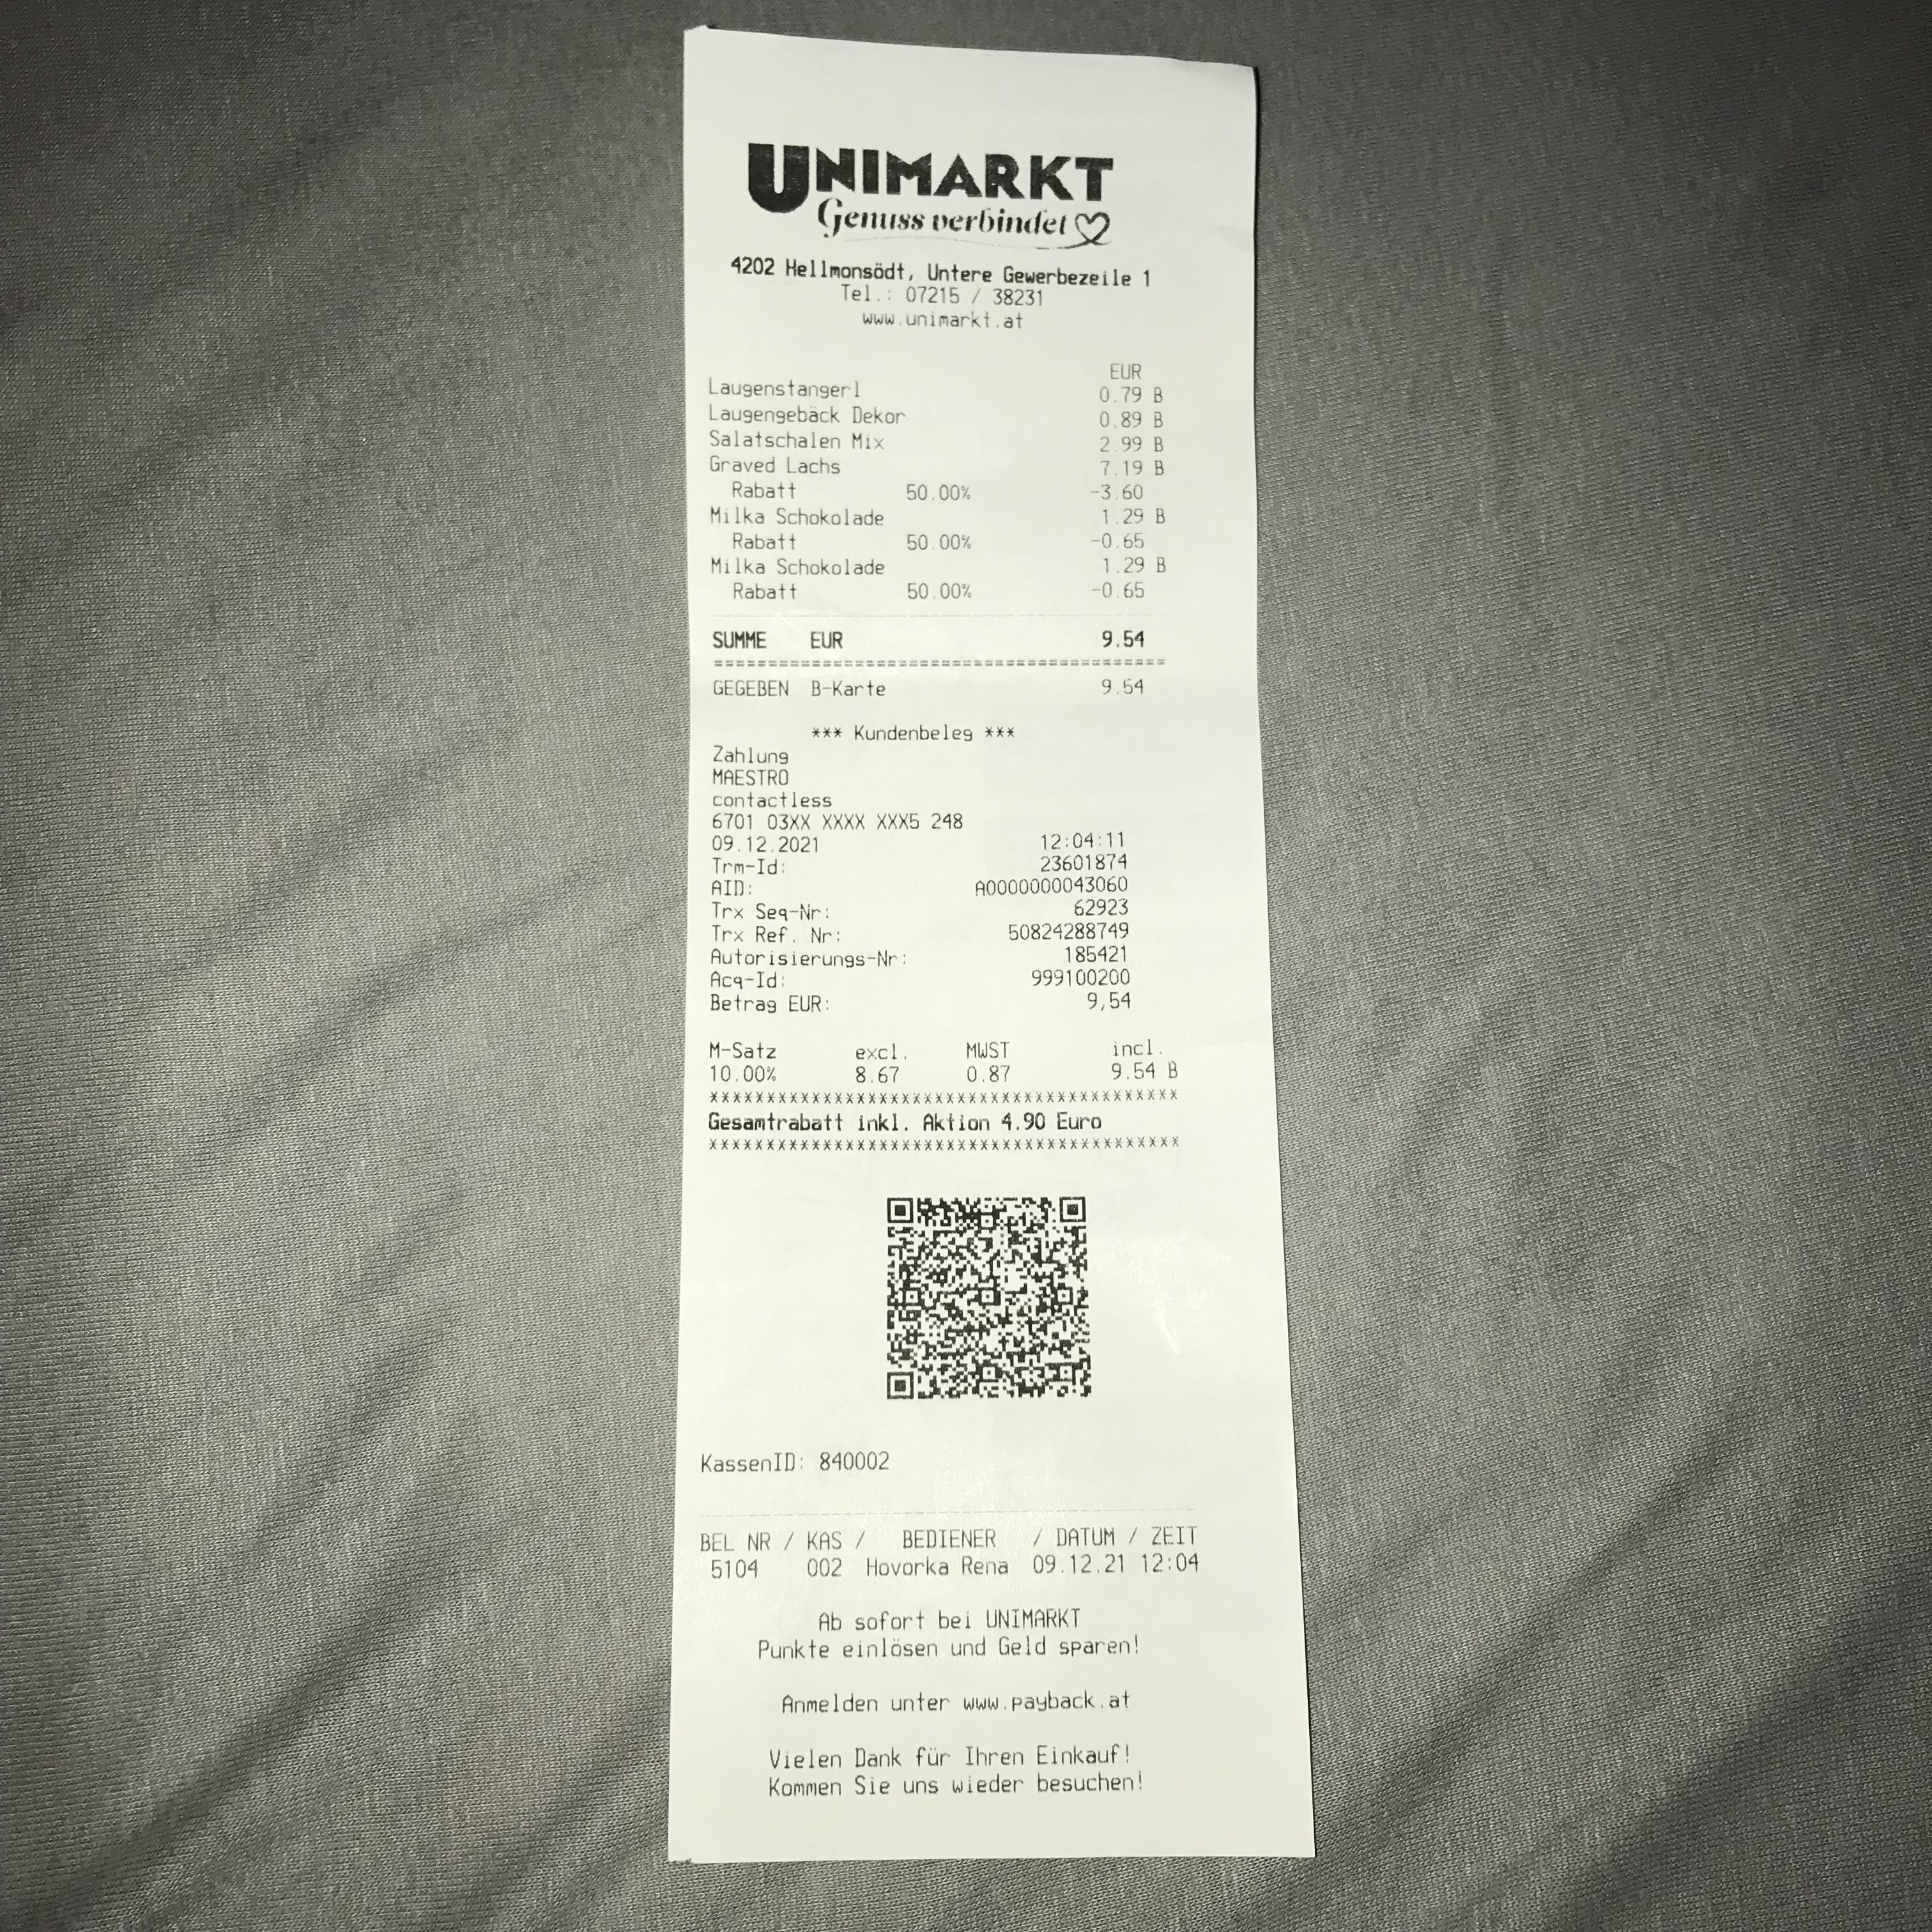 UNIMARKT
Genuss verbindet
4202 Hellmonsödt, Untere Gewerbezeile 1
Tel.: 07215 / 38231
www.unimarkt.at
EUR
Laugenstangerl 0.79 B
Laugengebäck Dekor 0.89 B
Salatschalen Mix 2.99 B
Graved Lachs 7.19 B
Rabatt 50.00% -3.60
Milka Schokolade 1.29 B
Rabatt 50.00% -0.65
Milka Schokolade 1.29 B
Rabatt 50.00% -0.65
SUMME EUR 9.54
==========================================
GEGEBEN B-Karte 9.54
*** Kundenbeleg ***
Zahlung
MAESTRO
contactless
6701 03XX XXXX XXX5 248
09.12.2021 12:04:11
Trm-Id: 23601874
AID: A0000000043060
Trx Seq-Nr: 62923
Trx Ref. Nr: 50824288749
Autorisierungs-Nr: 185421
Acq-Id: 999100200
Betrag EUR: 9,54
M-Satz excl. MWST incl.
10.00% 8.67 0.87 9.54 B
******************************************
Gesamtrabatt inkl. Aktion 4.90 Euro
******************************************
KassenID: 840002
BEL NR / KAS / BEDIENER / DATUM / ZEIT
5104 002 Hovorka Rena 09.12.21 12:04
Ab sofort bei UNIMARKT
Punkte einlösen und Geld sparen!
Anmelden unter www.payback.at
Vielen Dank für Ihren Einkauf!
Kommen Sie uns wieder besuchen!